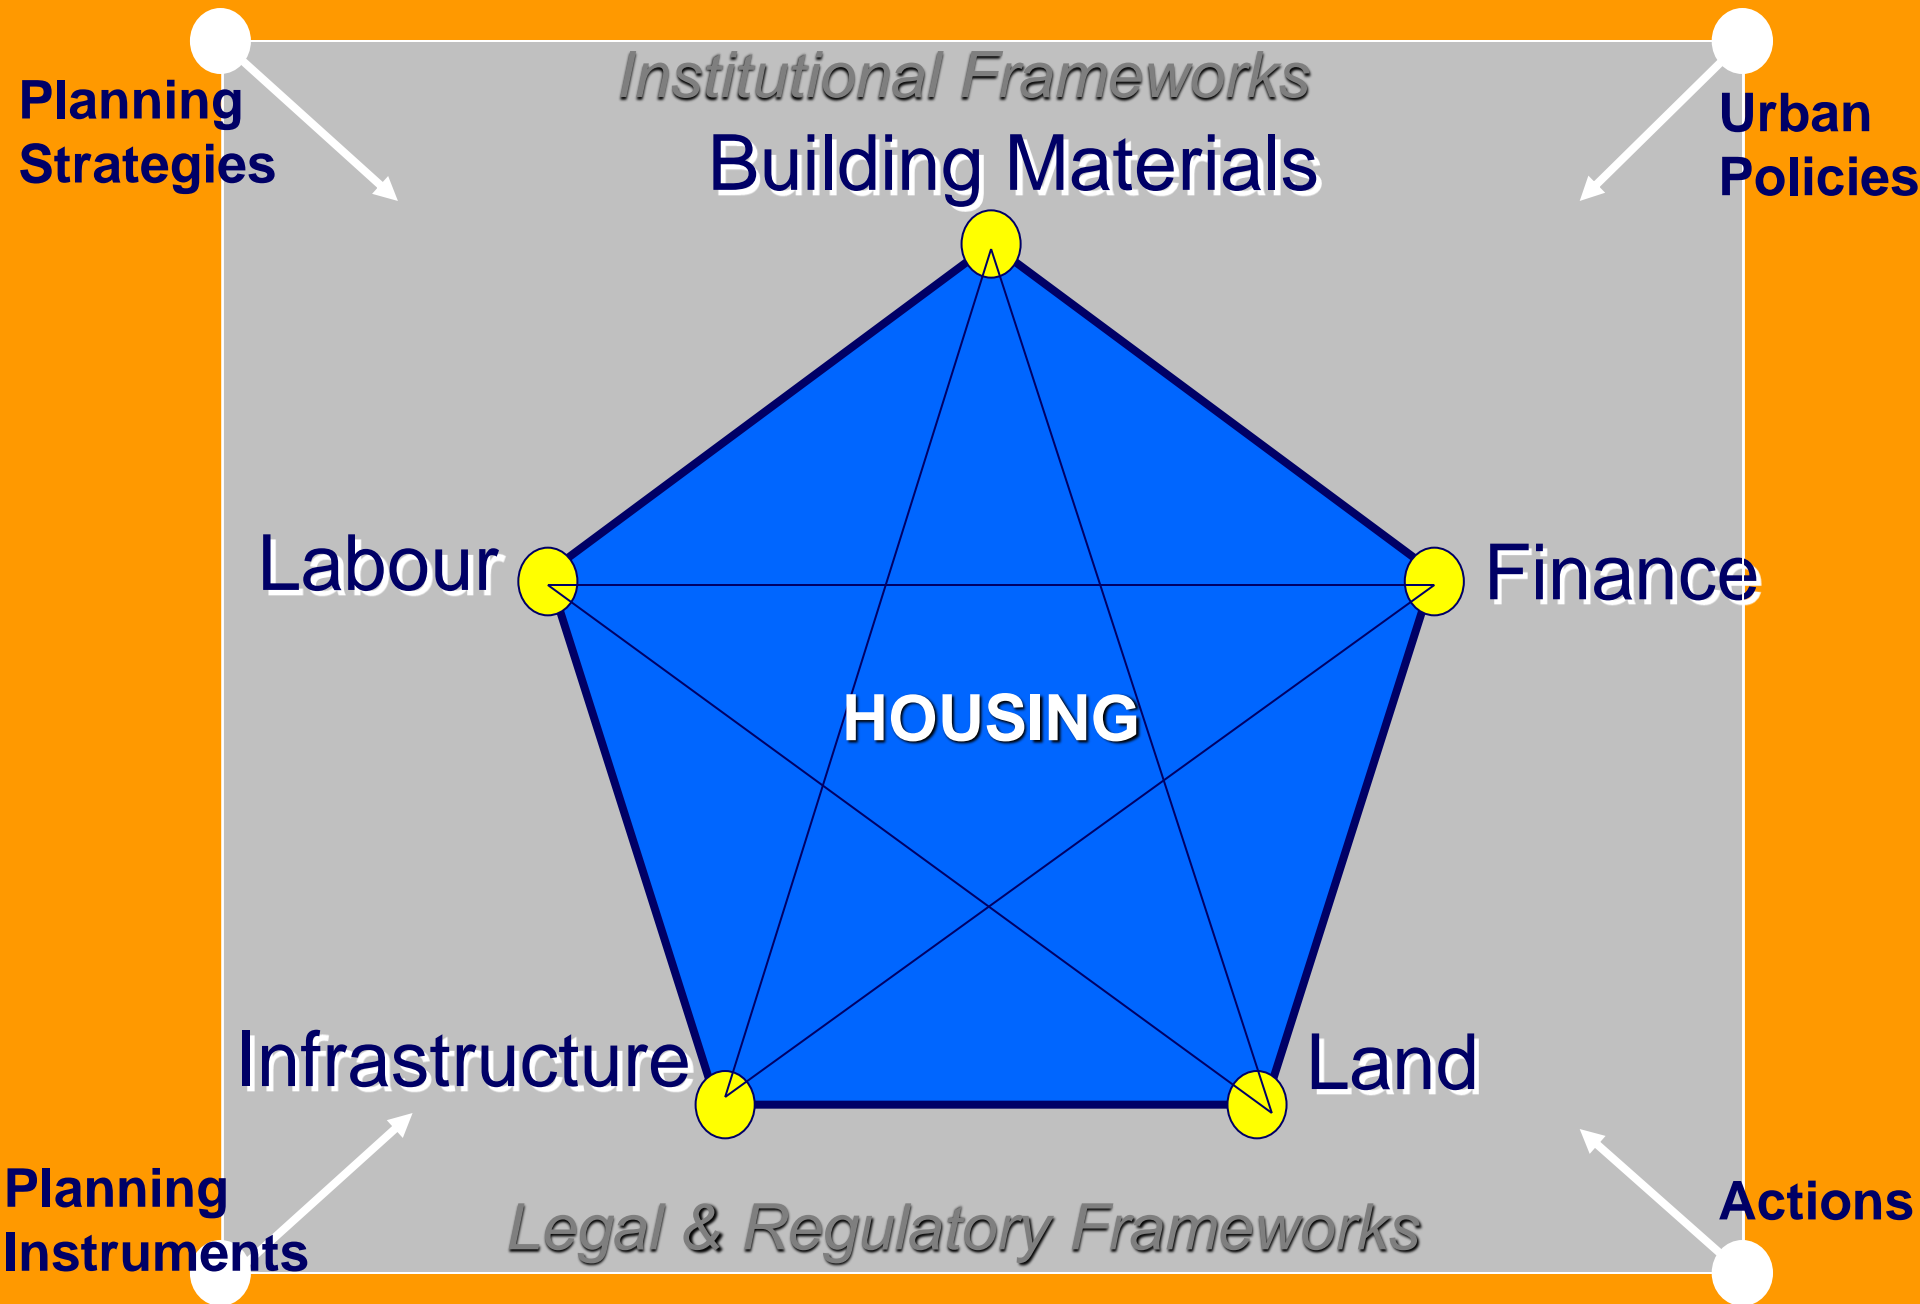 Institutional Frameworks
Planning
Strategies
Urban
Policies
Building Materials
Labour
Finance
HOUSING
Infrastructure
Land
Planning
Instruments
Actions
Legal & Regulatory Frameworks